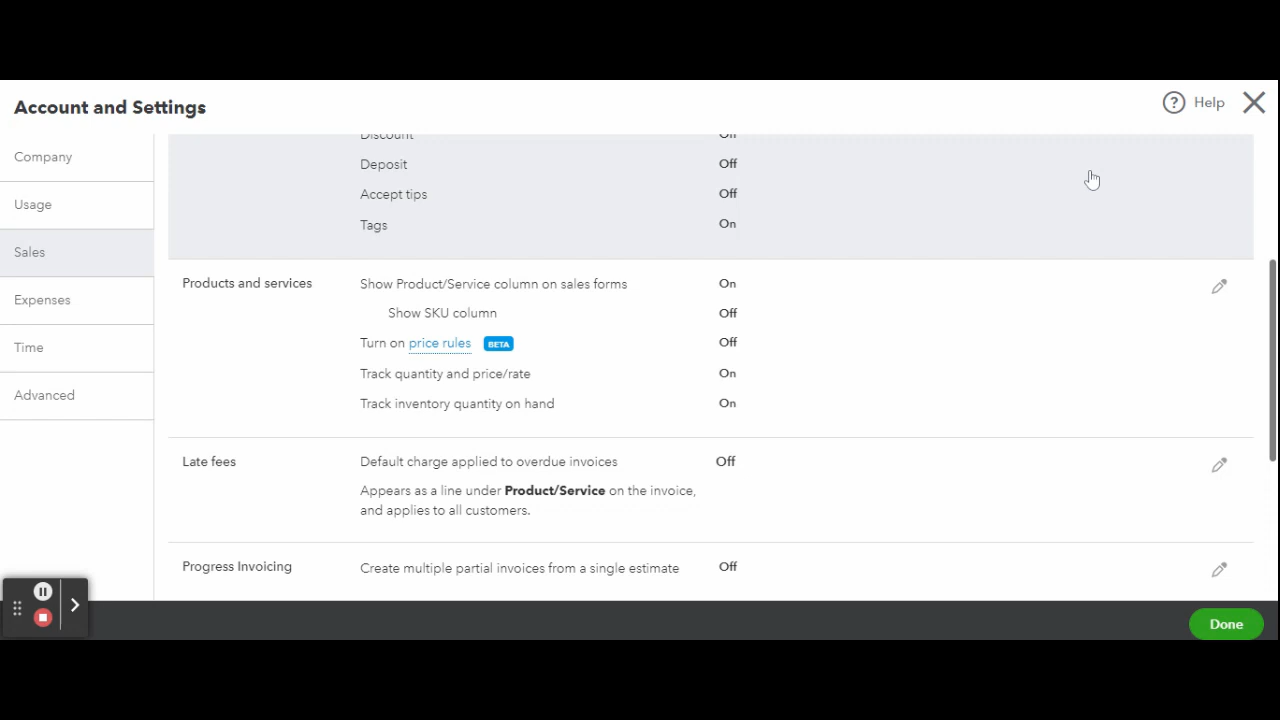 Account and Settings
? Help
Company
Usage
Sales
Expenses
Time
Advanced
Discount Off
Deposit Off
Accept tips Off
Tags On
Products and services Show Product/Service column on sales forms On
Show SKU column Off
Turn on price rules BETA Off
Track quantity and price/rate On
Track inventory quantity on hand On
Late fees Default charge applied to overdue invoices Off
Appears as a line under Product/Service on the invoice,
and applies to all customers.
Progress Invoicing Create multiple partial invoices from a single estimate Off
Done